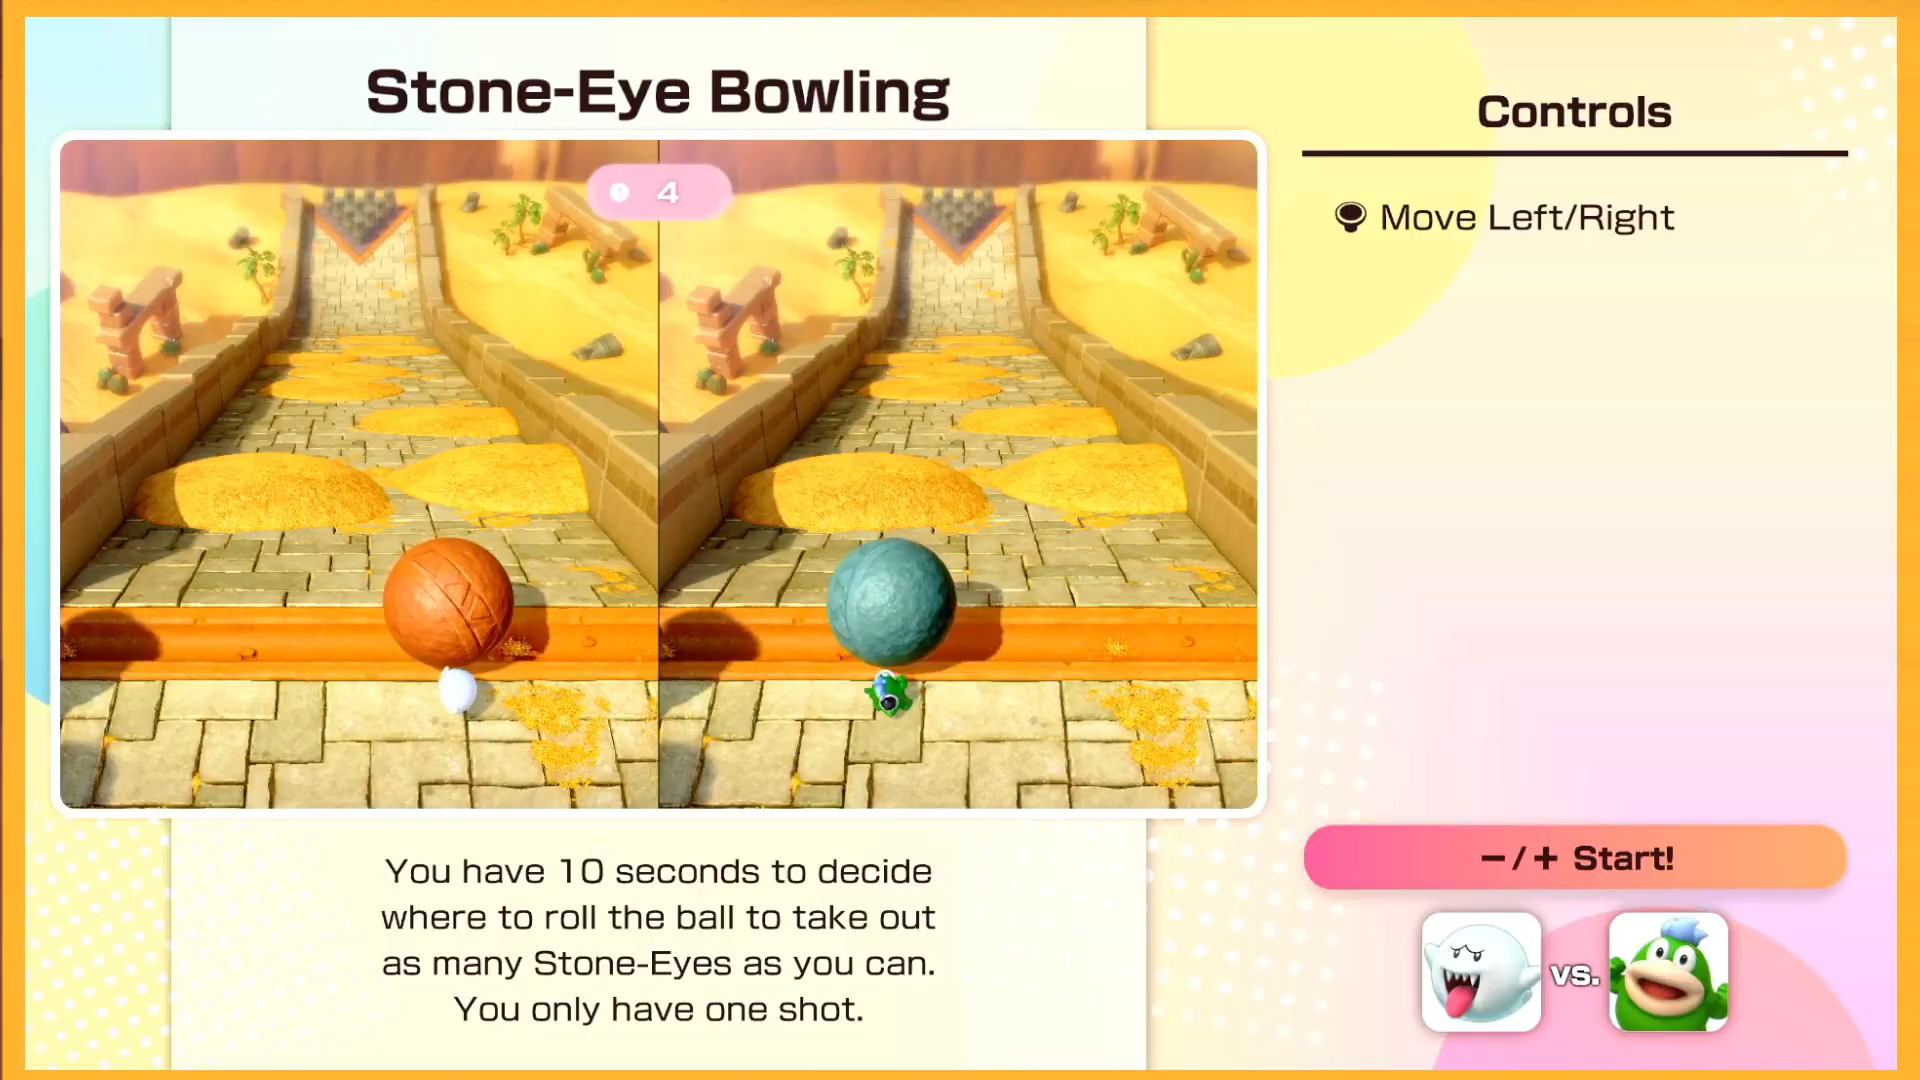 Stone-Eye Bowling
4
Controls
Move Left/Right
You have 10 seconds to decide
where to roll the ball to take out
as many Stone-Eyes as you can.
You only have one shot.
−/+ Start!
vs.